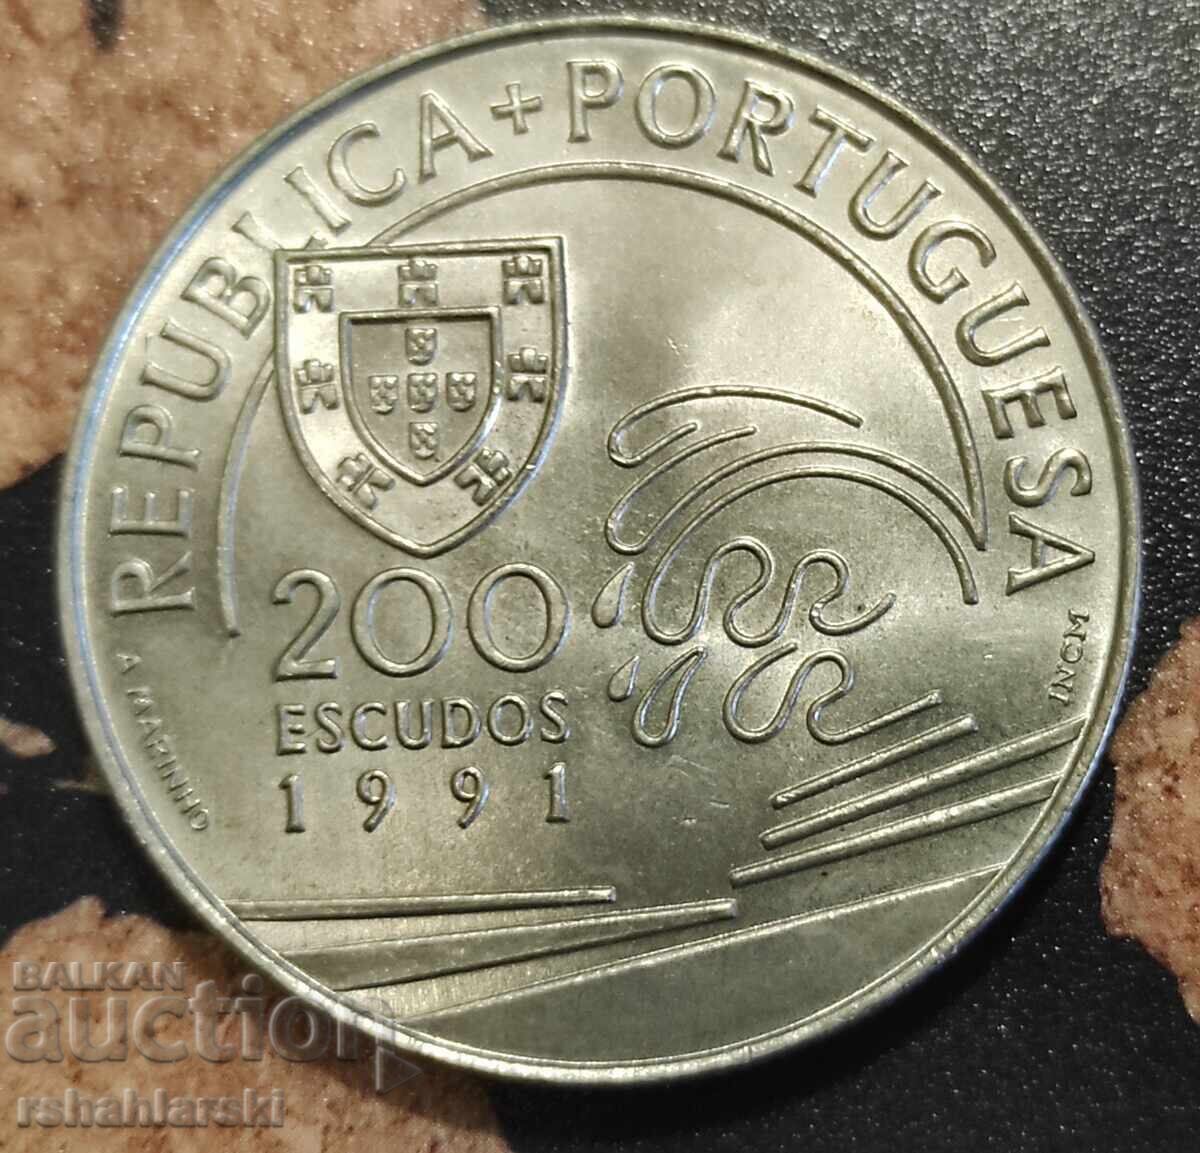 REPUBLICA + PORTUGUESA
200
ESCUDOS
1991
A MARINHO
INCM
BALKAN
auction
rshahlarski